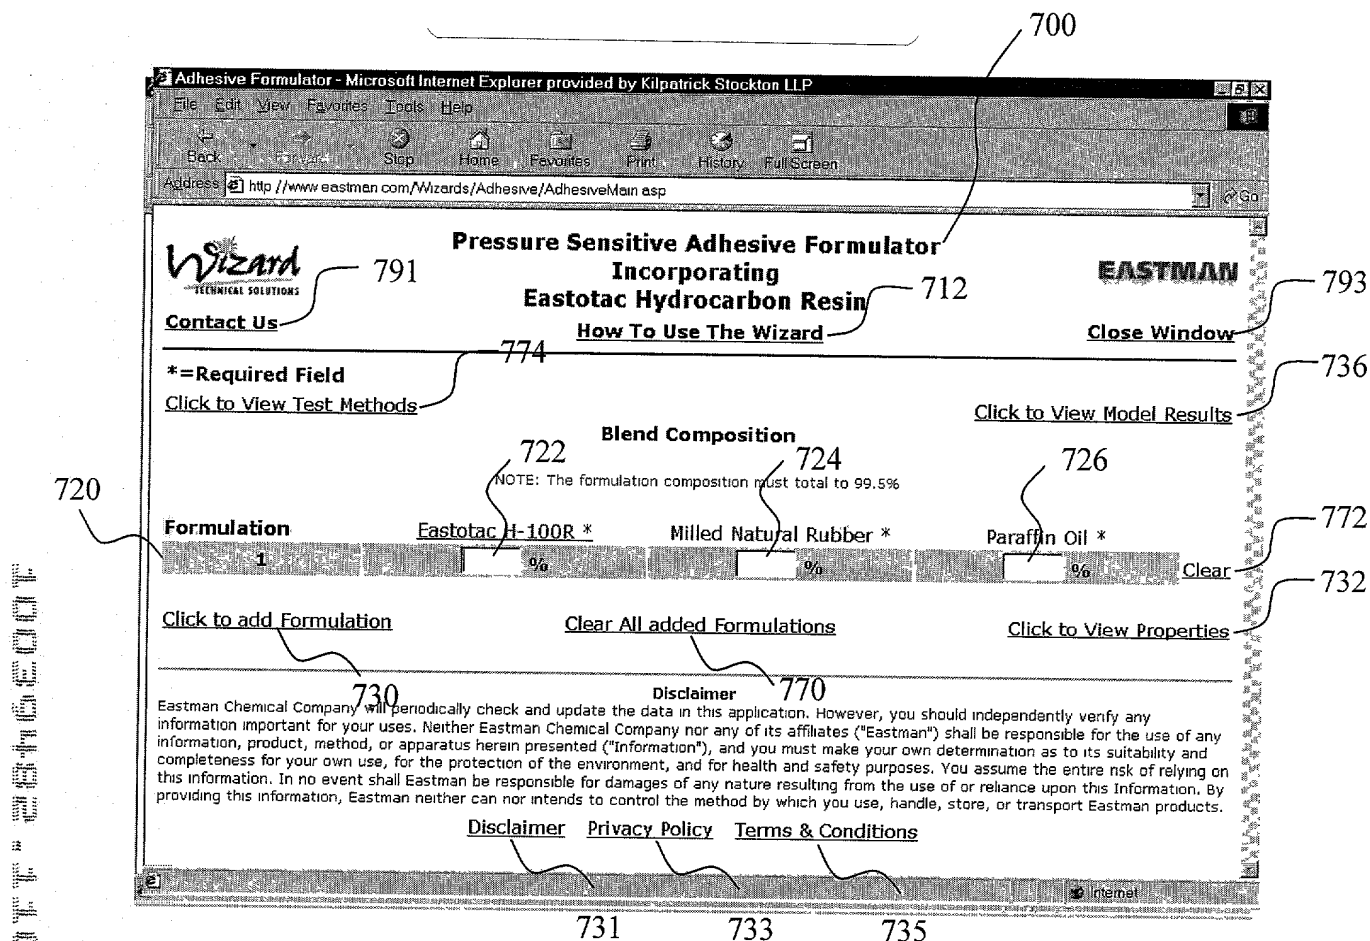 700
Adhesive Formulator - Microsoft Internet Explorer provided by Kilpatrick Stockton LLP
File Edit View Favorites Tools Help
Back Forward Stop Home Favorites Print History Full Screen
Address http //www eastman com/Wizards/Adhesive/AdhesiveMain asp Go
Wizard
TECHNICAL SOLUTIONS
791
Pressure Sensitive Adhesive Formulator
Incorporating
Eastotac Hydrocarbon Resin
712
EASTMAN
793
Contact Us
How To Use The Wizard
Close Window
774
736
*=Required Field
Click to View Test Methods
Click to View Model Results
Blend Composition
722
724
726
NOTE: The formulation composition must total to 99.5%
720
Formulation Eastotac H-100R * Milled Natural Rubber * Paraffin Oil *
772
1 % % % Clear
732
Click to add Formulation Clear All added Formulations Click to View Properties
730
770
Disclaimer
Eastman Chemical Company will periodically check and update the data in this application. However, you should independently verify any
information important for your uses. Neither Eastman Chemical Company nor any of its affiliates ("Eastman") shall be responsible for the use of any
information, product, method, or apparatus herein presented ("Information"), and you must make your own determination as to its suitability and
completeness for your own use, for the protection of the environment, and for health and safety purposes. You assume the entire risk of relying on
this information. In no event shall Eastman be responsible for damages of any nature resulting from the use of or reliance upon this Information. By
providing this information, Eastman neither can nor intends to control the method by which you use, handle, store, or transport Eastman products.
Disclaimer Privacy Policy Terms & Conditions
Internet
731 733 735